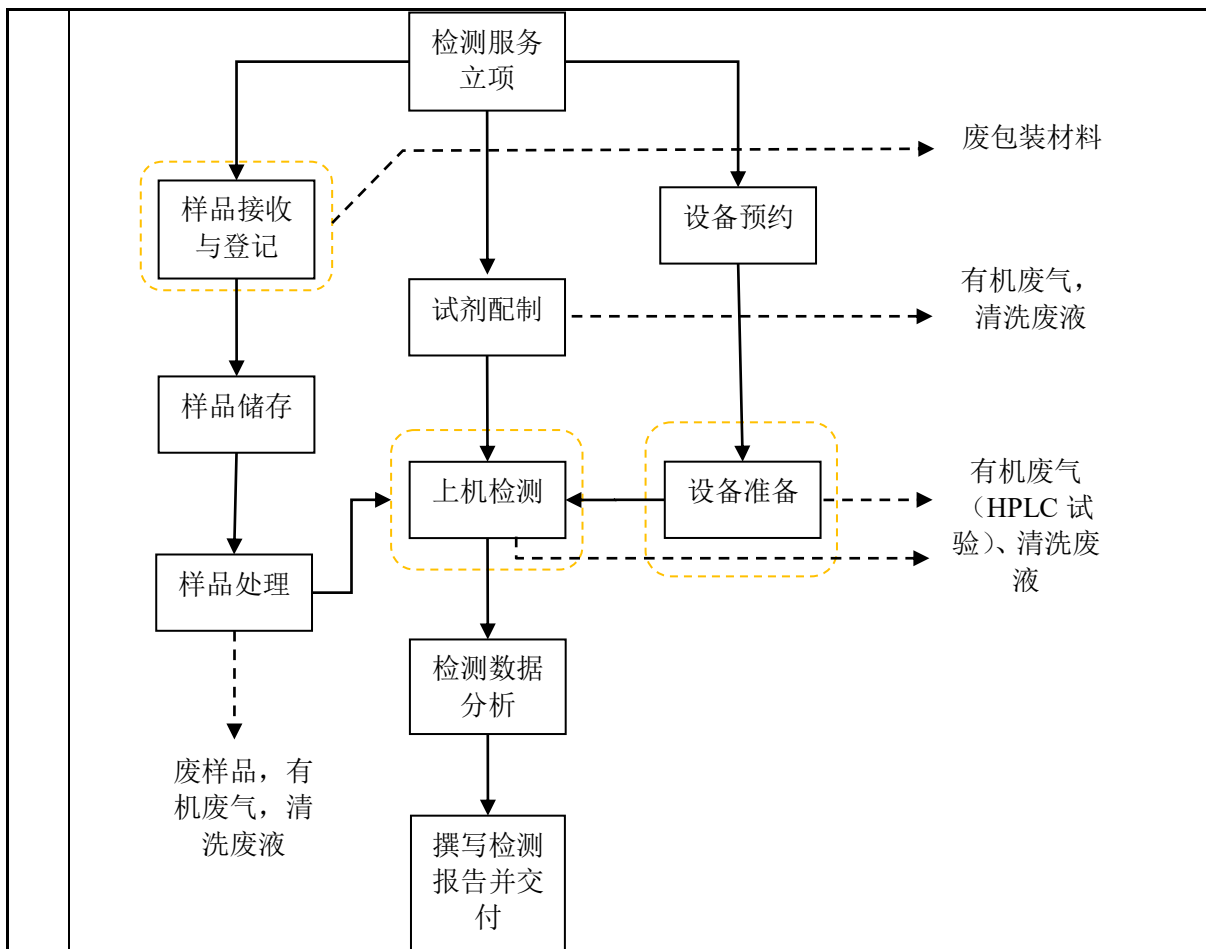 检测服务
立项
废包装材料
样品接收
与登记
设备预约
试剂配制
有机废气，
清洗废液
样品储存
上机检测
设备准备
有机废气
（HPLC 试
验）、清洗废
液
样品处理
检测数据
分析
废样品，有
机废气，清
洗废液
撰写检测
报告并交
付